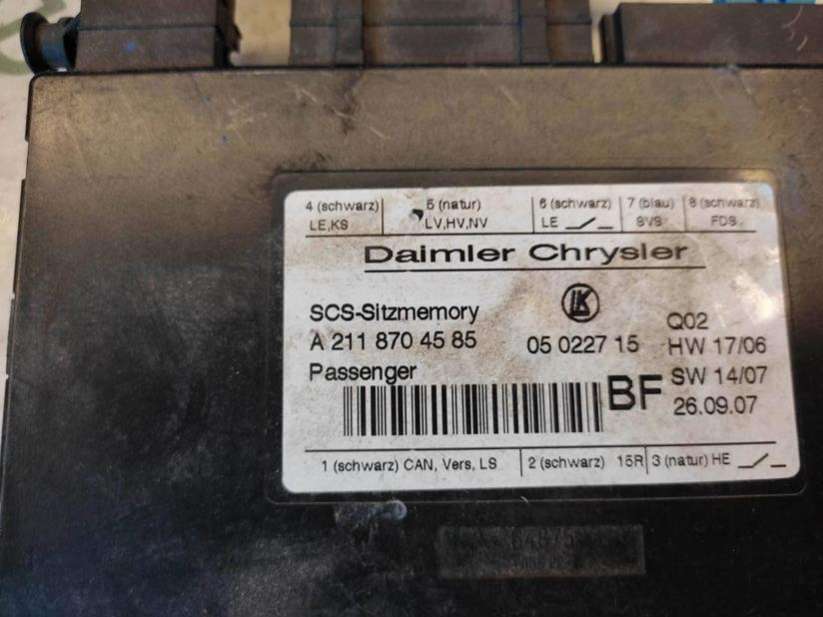 4 (schwarz) 5 (natur) 6 (schwarz) 7 (blau) 8 (schwarz)
LE,KS LV,HV,NV LE SVS FDS
Daimler Chrysler
SCS-Sitzmemory LK Q02
A 211 870 45 85 05 0227 15 HW 17/06
Passenger BF SW 14/07
26.09.07
1 (schwarz) CAN, Vers, LS 2 (schwarz) 15R 3 (natur) HE